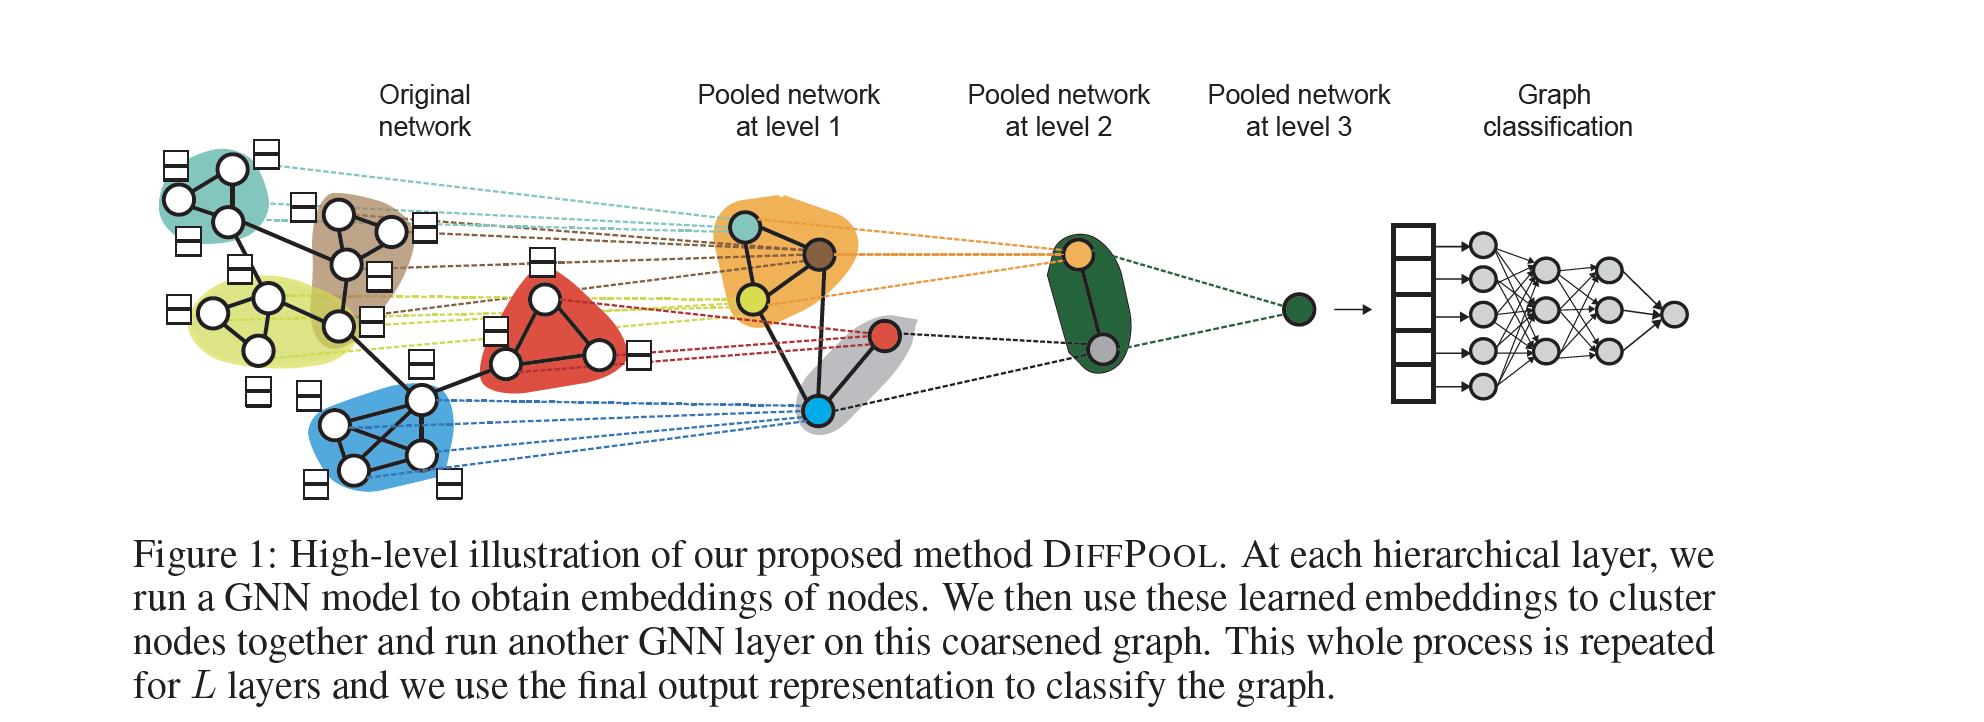 Original
network
Pooled network
at level 1
Pooled network
at level 2
Pooled network
at level 3
Graph
classification
Figure 1: High-level illustration of our proposed method DIFFPOOL. At each hierarchical layer, we
run a GNN model to obtain embeddings of nodes. We then use these learned embeddings to cluster
nodes together and run another GNN layer on this coarsened graph. This whole process is repeated
for L layers and we use the final output representation to classify the graph.